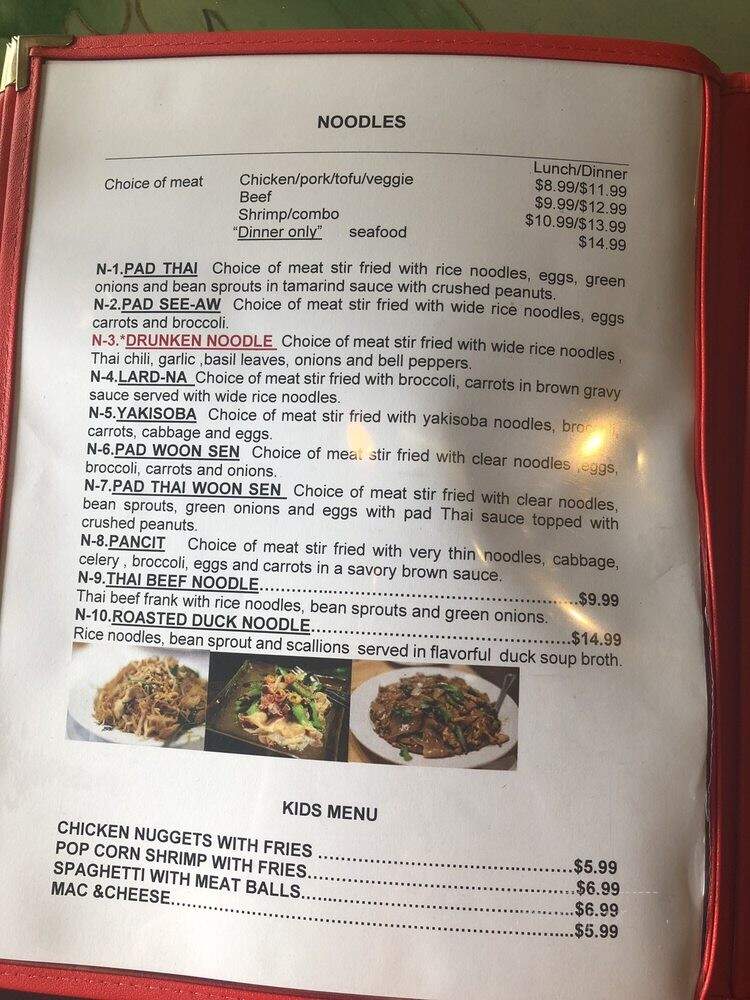 NOODLES
Lunch/Dinner
Choice of meat Chicken/pork/tofu/veggie $8.99/$11.99
Beef $9.99/$12.99
Shrimp/combo $10.99/$13.99
"Dinner only" seafood $14.99
N-1.PAD THAI Choice of meat stir fried with rice noodles, eggs, green
onions and bean sprouts in tamarind sauce with crushed peanuts.
N-2.PAD SEE-AW Choice of meat stir fried with wide rice noodles, eggs
carrots and broccoli.
N-3.*DRUNKEN NOODLE Choice of meat stir fried with wide rice noodles ,
Thai chili, garlic ,basil leaves, onions and bell peppers.
N-4.LARD-NA Choice of meat stir fried with broccoli, carrots in brown gravy
sauce served with wide rice noodles.
N-5.YAKISOBA Choice of meat stir fried with yakisoba noodles,
carrots, cabbage and eggs.
N-6.PAD WOON SEN Choice of meat stir fried with clear noodles ,eggs,
broccoli, carrots and onions.
N-7.PAD THAI WOON SEN Choice of meat stir fried with clear noodles,
bean sprouts, green onions and eggs with pad Thai sauce topped with
crushed peanuts.
N-8.PANCIT Choice of meat stir fried with very thin noodles, cabbage,
celery , broccoli, eggs and carrots in a savory brown sauce.
N-9.THAI BEEF NOODLE.......................................................$9.99
Thai beef frank with rice noodles, bean sprouts and green onions.
N-10.ROASTED DUCK NOODLE.............................................$14.99
Rice noodles, bean sprout and scallions served in flavorful duck soup broth.
KIDS MENU
CHICKEN NUGGETS WITH FRIES .............................................$5.99
POP CORN SHRIMP WITH FRIES...............................................$6.99
SPAGHETTI WITH MEAT BALLS................................................$6.99
MAC &CHEESE......................................................................$5.99